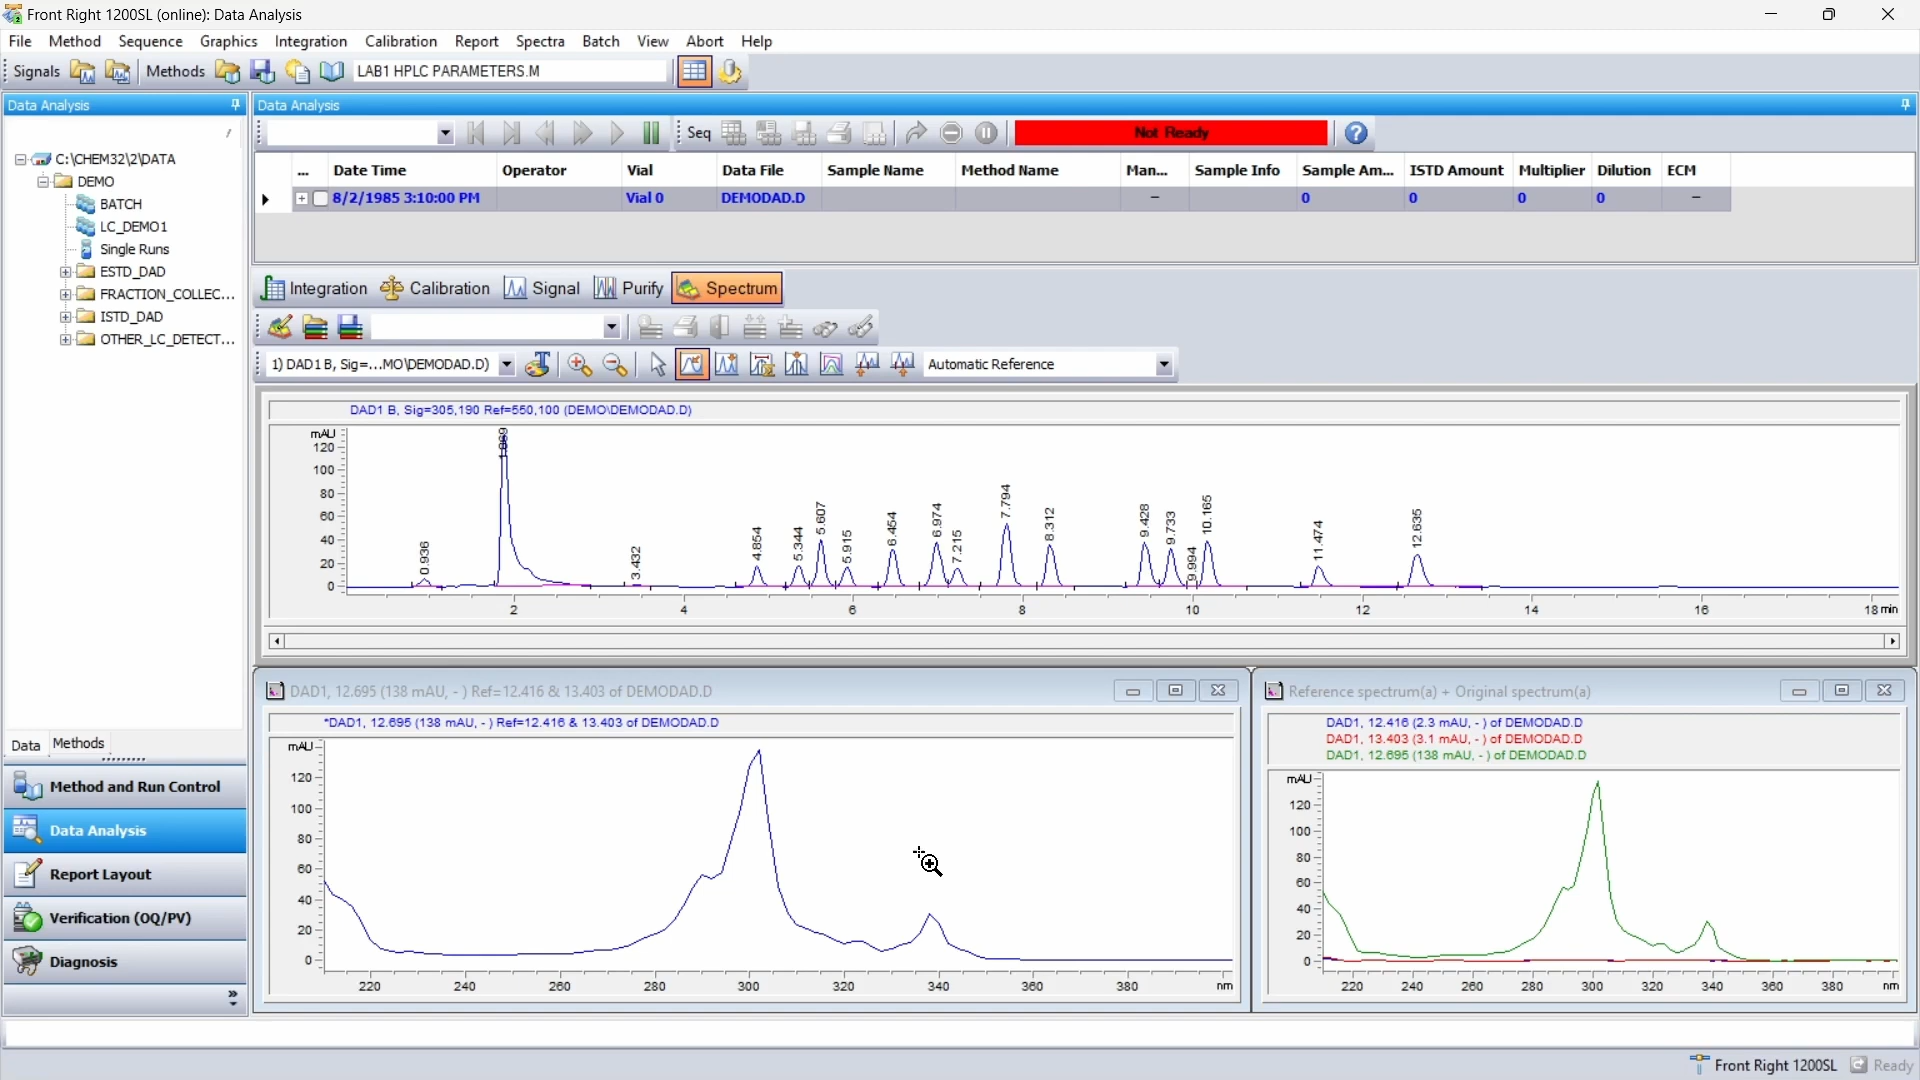 Front Right 1200SL (online): Data Analysis
File Method Sequence Graphics Integration Calibration Report Spectra Batch View Abort Help
Signals Methods LAB1 HPLC PARAMETERS.M
Data Analysis
C:\CHEM32\2\DATA
DEMO
BATCH
LC_DEMO1
Single Runs
ESTD_DAD
FRACTION_COLLEC...
ISTD_DAD
OTHER_LC_DETECT...
Data Methods
Method and Run Control
Data Analysis
Report Layout
Verification (OQ/PV)
Diagnosis
Data Analysis
Seq Not Ready
... Date Time Operator Vial Data File Sample Name Method Name Man... Sample Info Sample Am... ISTD Amount Multiplier Dilution ECM
8/2/1985 3:10:00 PM Vial 0 DEMODAD.D - 0 0 0 0 -
Integration Calibration Signal Purify Spectrum
1) DAD1 B, Sig=...MO\DEMODAD.D) Automatic Reference
DAD1 B, Sig=305,190 Ref=550,100 (DEMO\DEMODAD.D)
mAU
120
100
80
60
40
20
0
0.936 1.869 3.432 4.854 5.344 5.607 5.915 6.454 6.974 7.215 7.794 8.312 9.428 9.733 9.994 10.165 11.474 12.635
2 4 6 8 10 12 14 16 18 min
DAD1, 12.695 (138 mAU, - ) Ref=12.416 & 13.403 of DEMODAD.D
*DAD1, 12.695 (138 mAU, - ) Ref=12.416 & 13.403 of DEMODAD.D
mAU
120
100
80
60
40
20
0
220 240 260 280 300 320 340 360 380 nm
Reference spectrum(a) + Original spectrum(a)
DAD1, 12.416 (2.3 mAU, - ) of DEMODAD.D
DAD1, 13.403 (3.1 mAU, - ) of DEMODAD.D
DAD1, 12.695 (138 mAU, - ) of DEMODAD.D
mAU
120
100
80
60
40
20
0
220 240 260 280 300 320 340 360 380 nm
Front Right 1200SL Ready